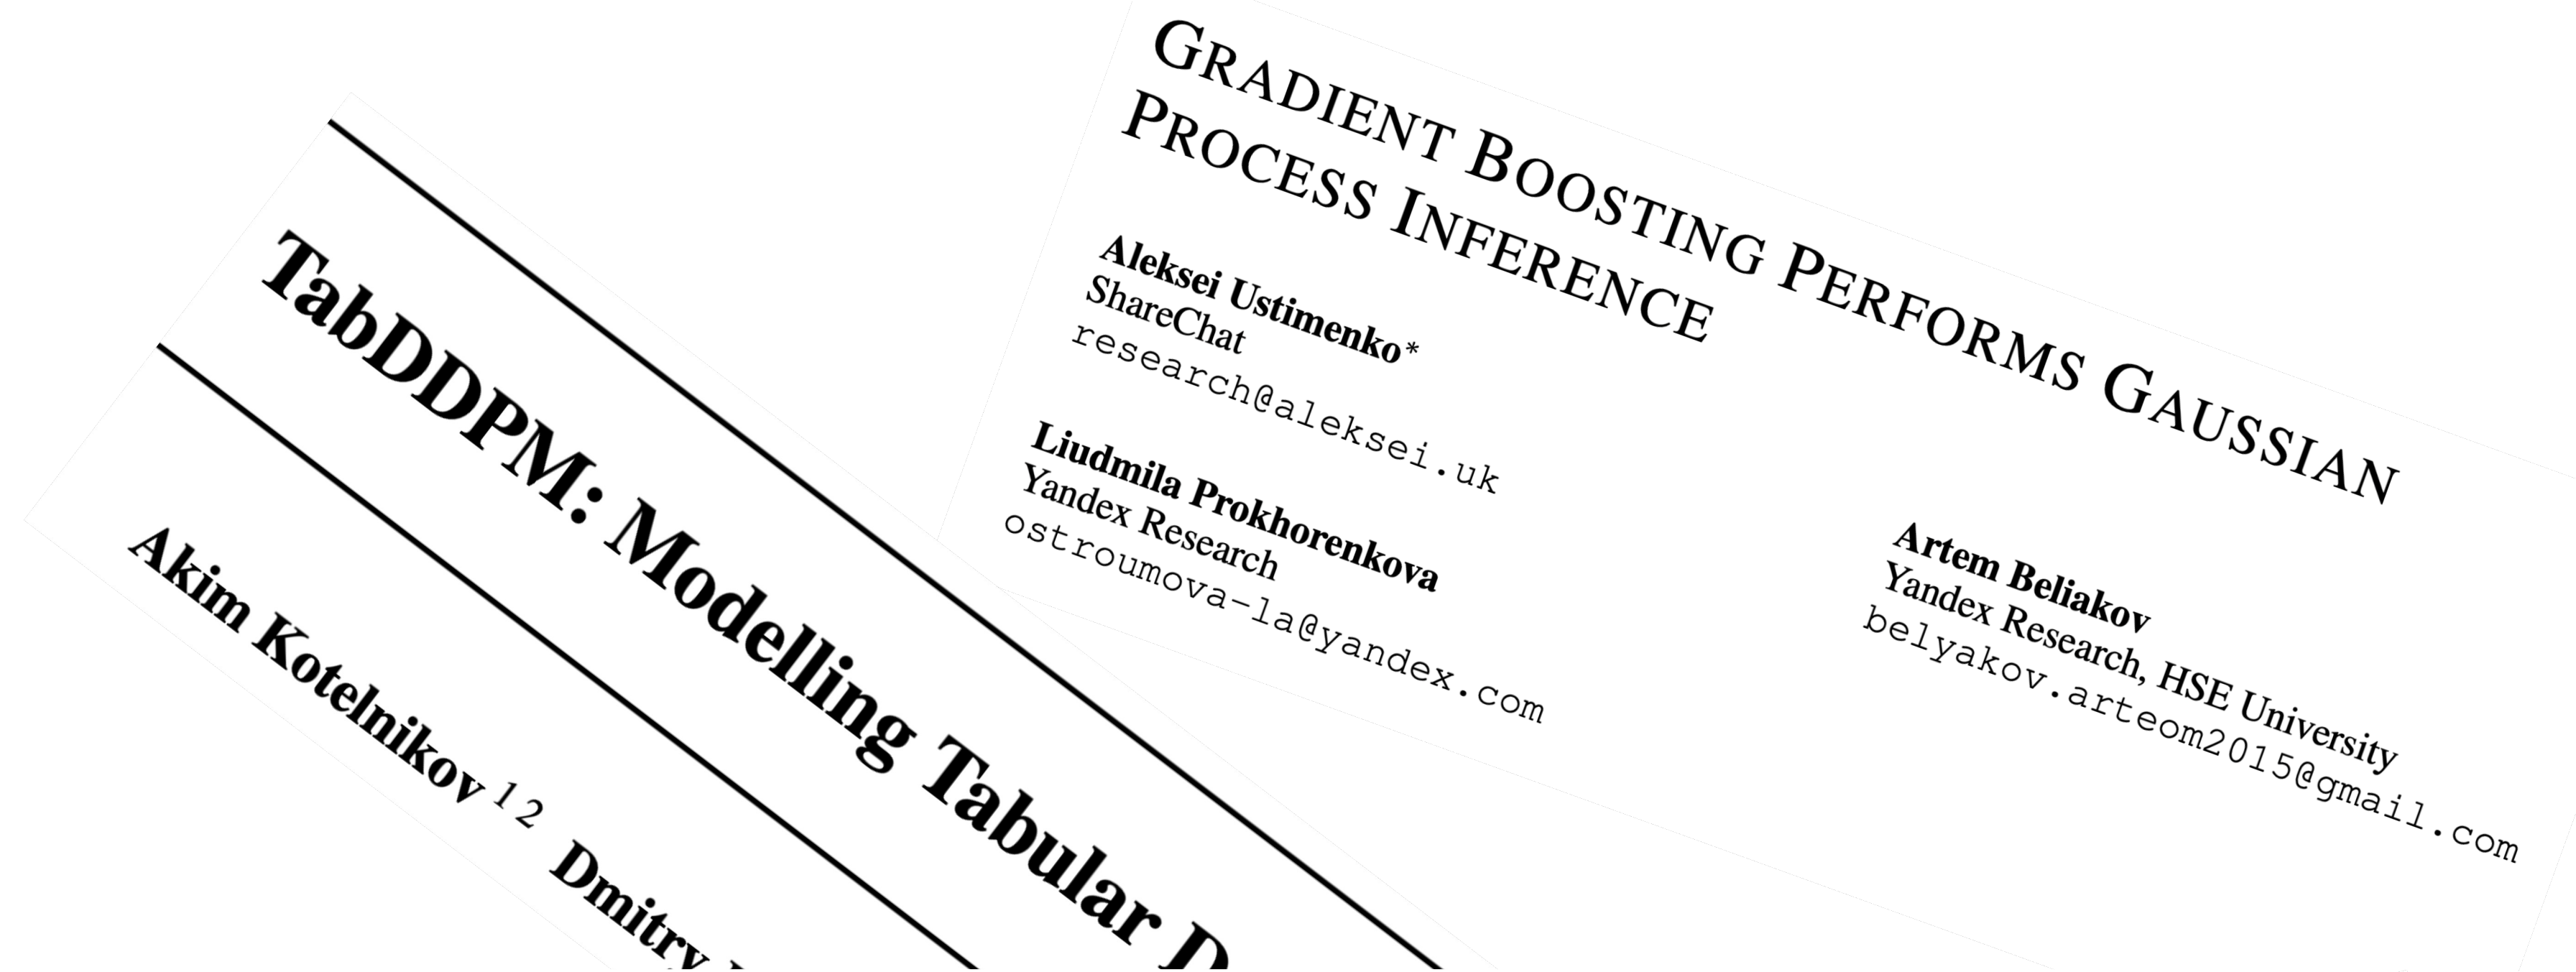 GRADIENT BOOSTING PERFORMS GAUSSIAN
PROCESS INFERENCE
Aleksei Ustimenko*
ShareChat
research@aleksei.uk
Liudmila Prokhorenkova
Yandex Research
ostroumova-la@yandex.com
Artem Beliakov
Yandex Research, HSE University
belyakov.arteom2015@gmail.com
TabDDPM: Modelling Tabular D
Akim Kotelnikov 1 2 Dmitry